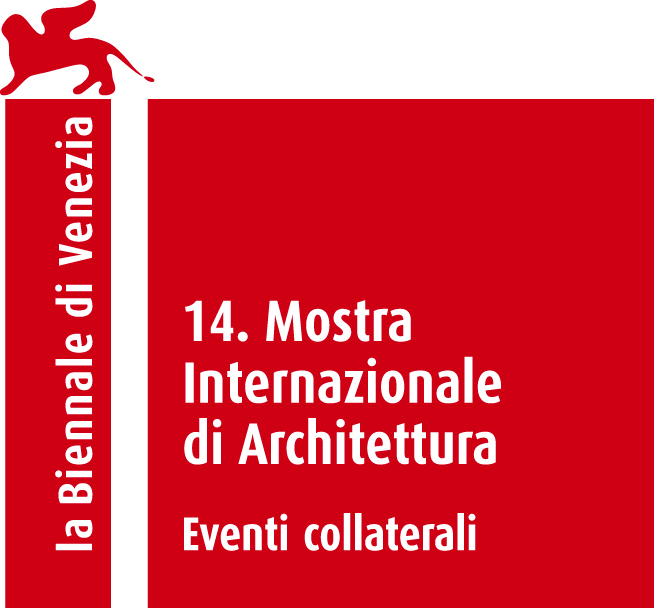 la Biennale di Venezia
14. Mostra
Internazionale
di Architettura
Eventi collaterali